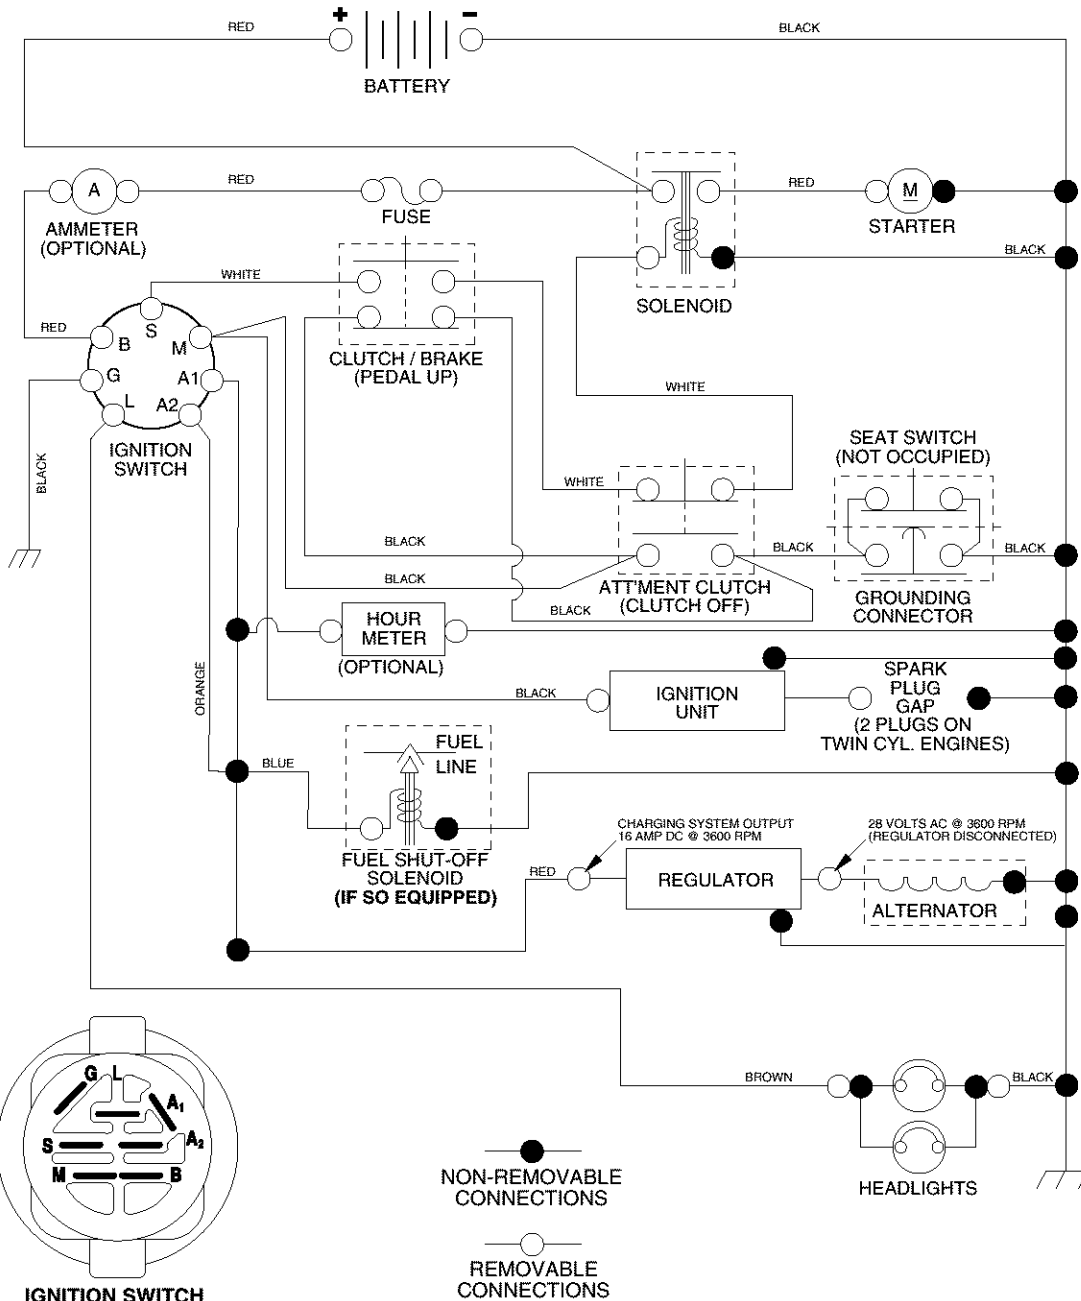 + -
RED
BLACK
BATTERY
A
RED
FUSE
RED
M
AMMETER
(OPTIONAL)
STARTER
BLACK
WHITE
SOLENOID
RED
S
B
M
CLUTCH / BRAKE
(PEDAL UP)
G
A1
L
A2
WHITE
IGNITION
SWITCH
BLACK
SEAT SWITCH
(NOT OCCUPIED)
WHITE
BLACK
BLACK
BLACK
BLACK
ATT'MENT CLUTCH
(CLUTCH OFF)
BLACK
GROUNDING
CONNECTOR
HOUR
METER
(OPTIONAL)
ORANGE
BLACK
IGNITION
UNIT
SPARK
PLUG
GAP
(2 PLUGS ON
TWIN CYL. ENGINES)
FUEL
LINE
BLUE
CHARGING SYSTEM OUTPUT
16 AMP DC @ 3600 RPM
28 VOLTS AC @ 3600 RPM
(REGULATOR DISCONNECTED)
FUEL SHUT-OFF
SOLENOID
(IF SO EQUIPPED)
RED
REGULATOR
ALTERNATOR
BROWN
BLACK
HEADLIGHTS
G L
A1
S
A2
M
B
IGNITION SWITCH
NON-REMOVABLE
CONNECTIONS
REMOVABLE
CONNECTIONS